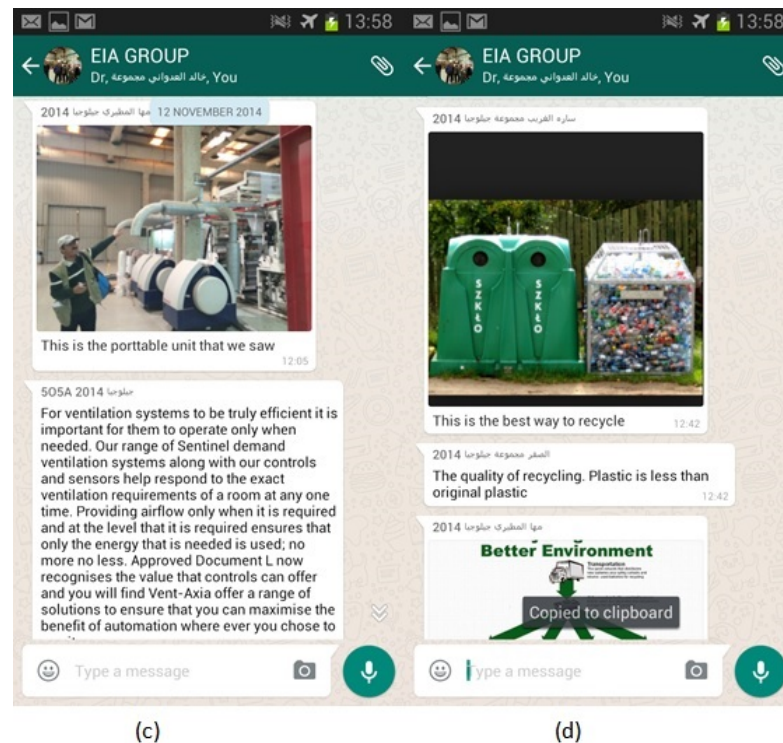 13:58
EIA GROUP
Dr, خالد العدواني مجموعة, You
12 NOVEMBER 2014
مها المطيري جيلوجيا 2014
This is the porttable unit that we saw
12:05
505A 2014 جيلوجيا
For ventilation systems to be truly efficient it is
important for them to operate only when
needed. Our range of Sentinel demand
ventilation systems along with our controls
and sensors help respond to the exact
ventilation requirements of a room at any one
time. Providing airflow only when it is required
and at the level that it is required ensures that
only the energy that is needed is used; no
more no less. Approved Document L now
recognises the value that controls can offer
and you will find Vent-Axia offer a range of
solutions to ensure that you can maximise the
benefit of automation where ever you chose to
Type a message
(c)
13:58
EIA GROUP
Dr, خالد العدواني مجموعة, You
ساره الغريب مجموعة جيلوجيا 2014
SZKŁO
SZKŁO
This is the best way to recycle
12:42
الصقر مجموعة جيلوجيا 2014
The quality of recycling. Plastic is less than
original plastic
12:42
مها المطيري جيلوجيا 2014
Better Environment
Transportation
Copied to clipboard
Type a message
(d)